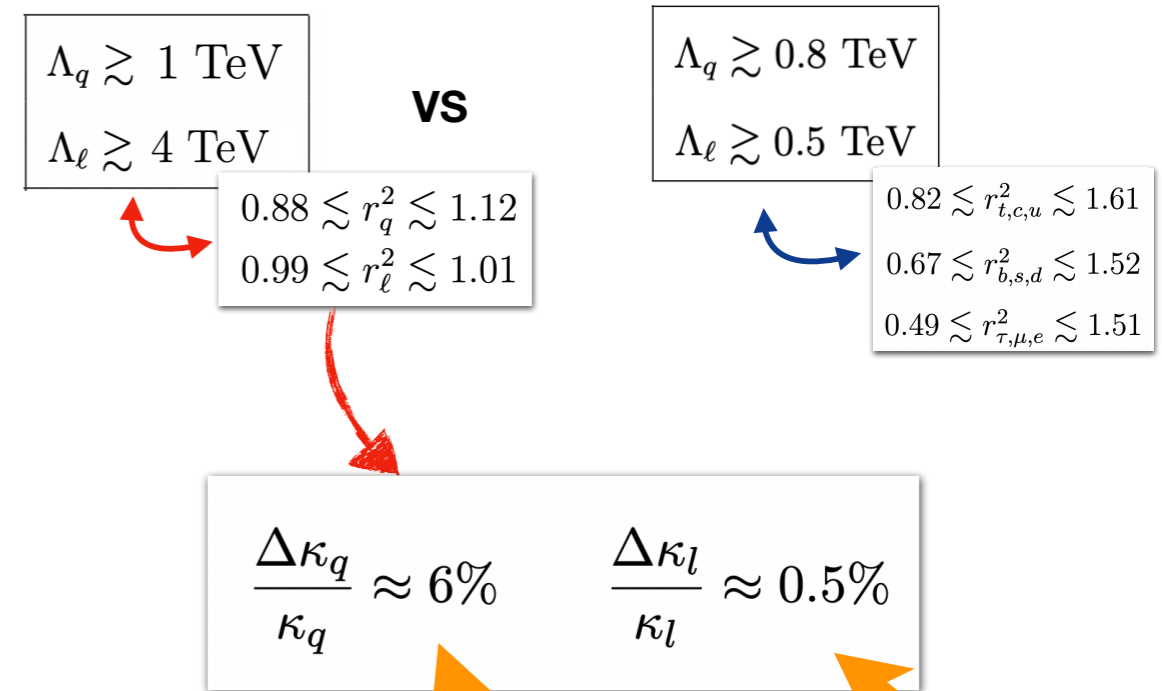 Λ_q ≳ 1 TeV
Λ_ℓ ≳ 4 TeV
vs
Λ_q ≳ 0.8 TeV
Λ_ℓ ≳ 0.5 TeV
0.88 ≲ r_q^2 ≲ 1.12
0.99 ≲ r_ℓ^2 ≲ 1.01
0.82 ≲ r_{t,c,u}^2 ≲ 1.61
0.67 ≲ r_{b,s,d}^2 ≲ 1.52
0.49 ≲ r_{τ,μ,e}^2 ≲ 1.51
Δκ_q/κ_q ≈ 6% Δκ_l/κ_l ≈ 0.5%